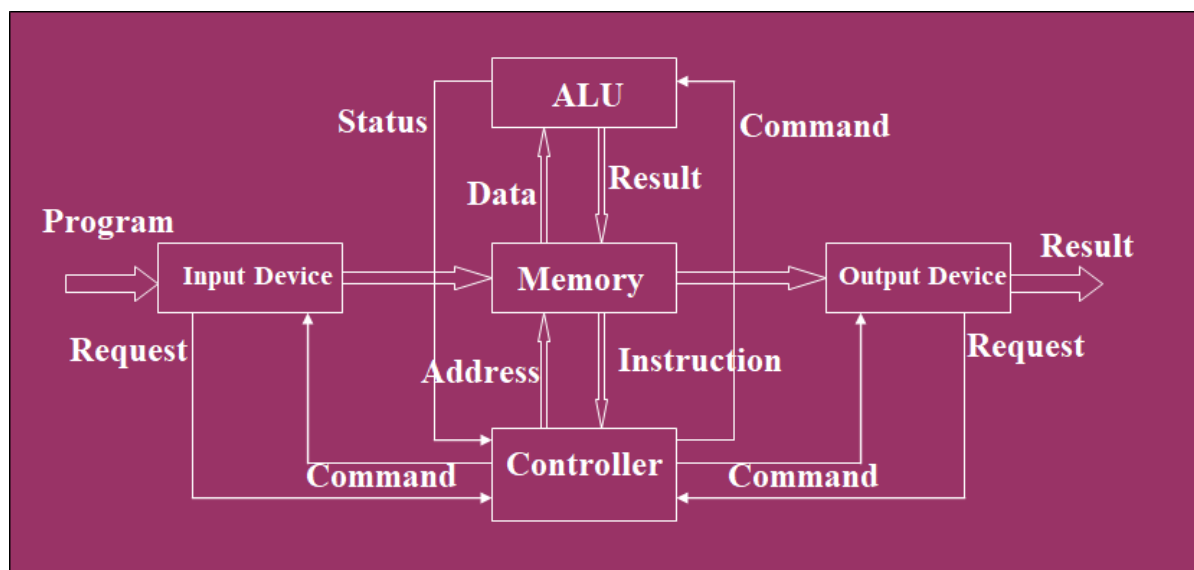 ALU
Status
Command
Data
Result
Program
Input Device
Memory
Output Device
Result
Request
Address
Instruction
Request
Controller
Command
Command